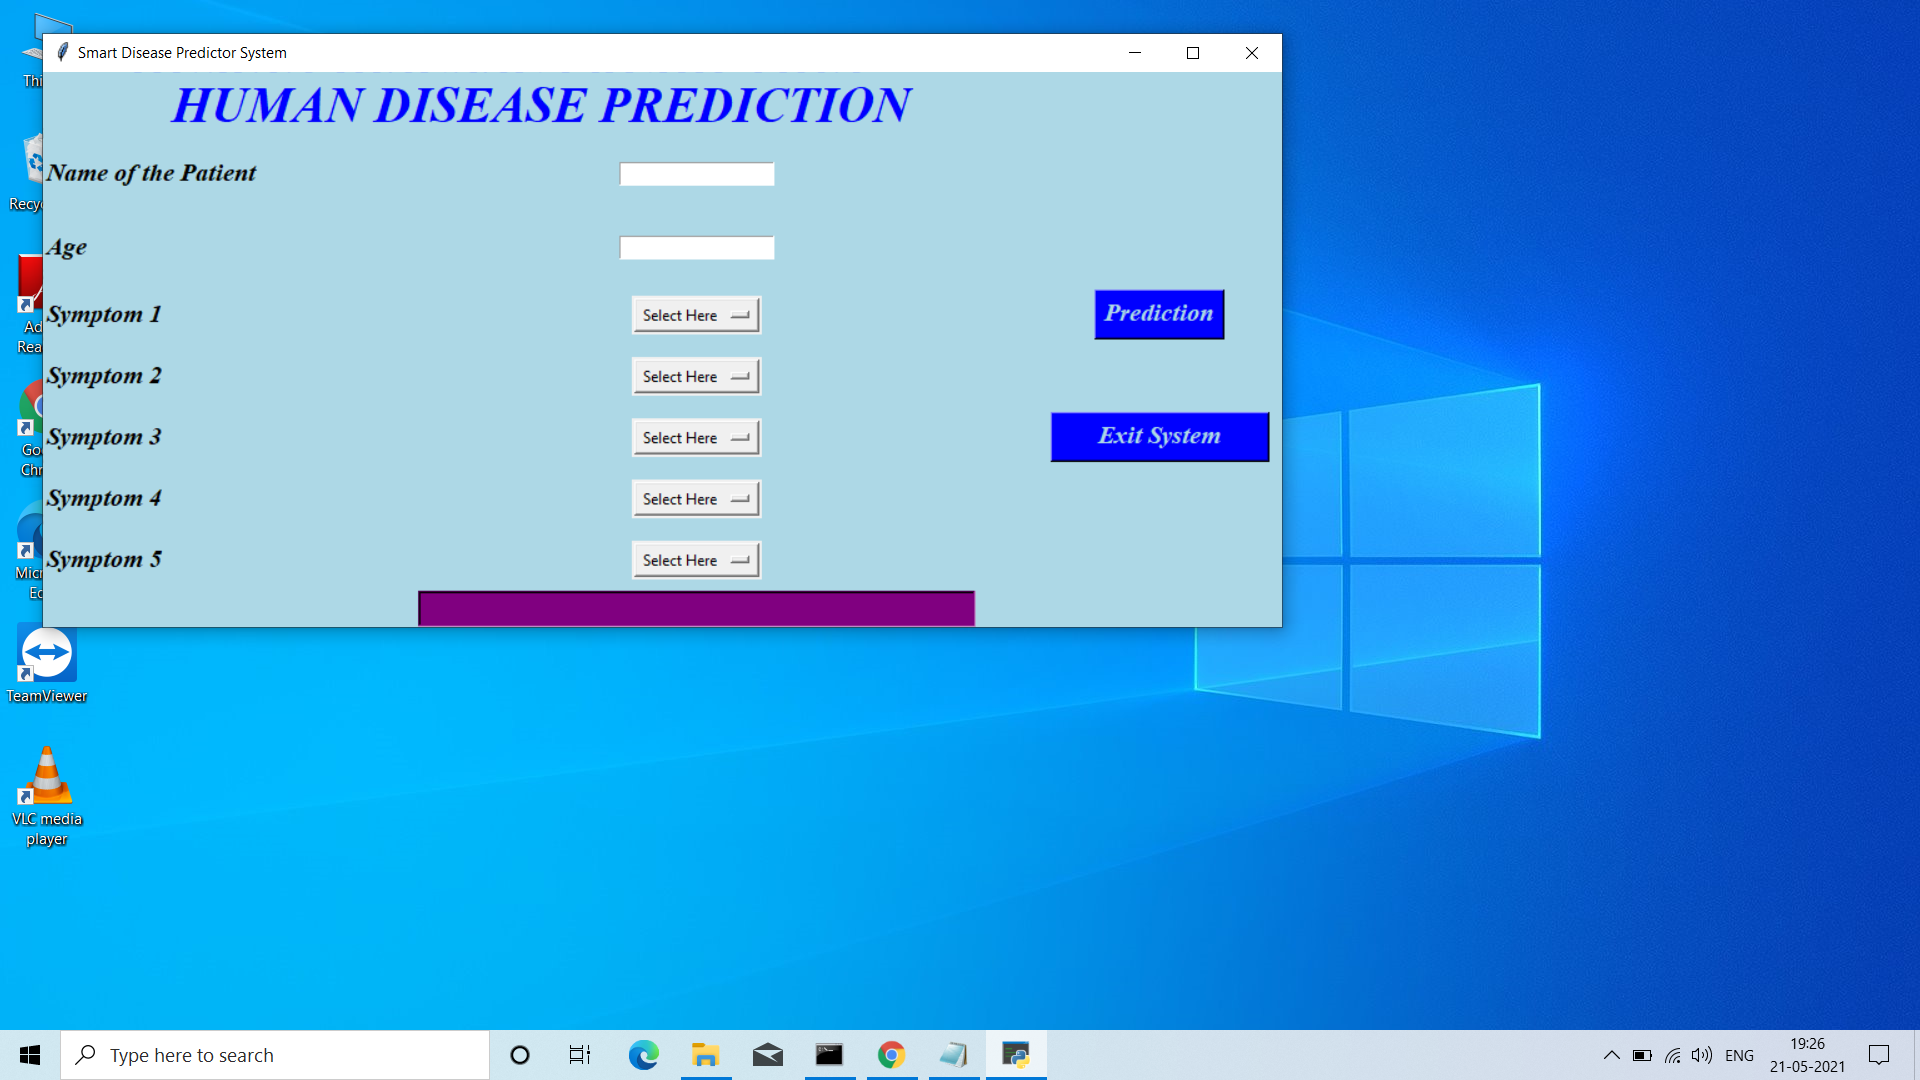 Smart Disease Predictor System
HUMAN DISEASE PREDICTION
Name of the Patient
Age
Symptom 1 Select Here Prediction
Symptom 2 Select Here
Symptom 3 Select Here Exit System
Symptom 4 Select Here
Symptom 5 Select Here
Thi
Recyc
Ad
Rea
Go
Chr
Micr
Ed
TeamViewer
VLC media
player
Type here to search
ENG
19:26
21-05-2021